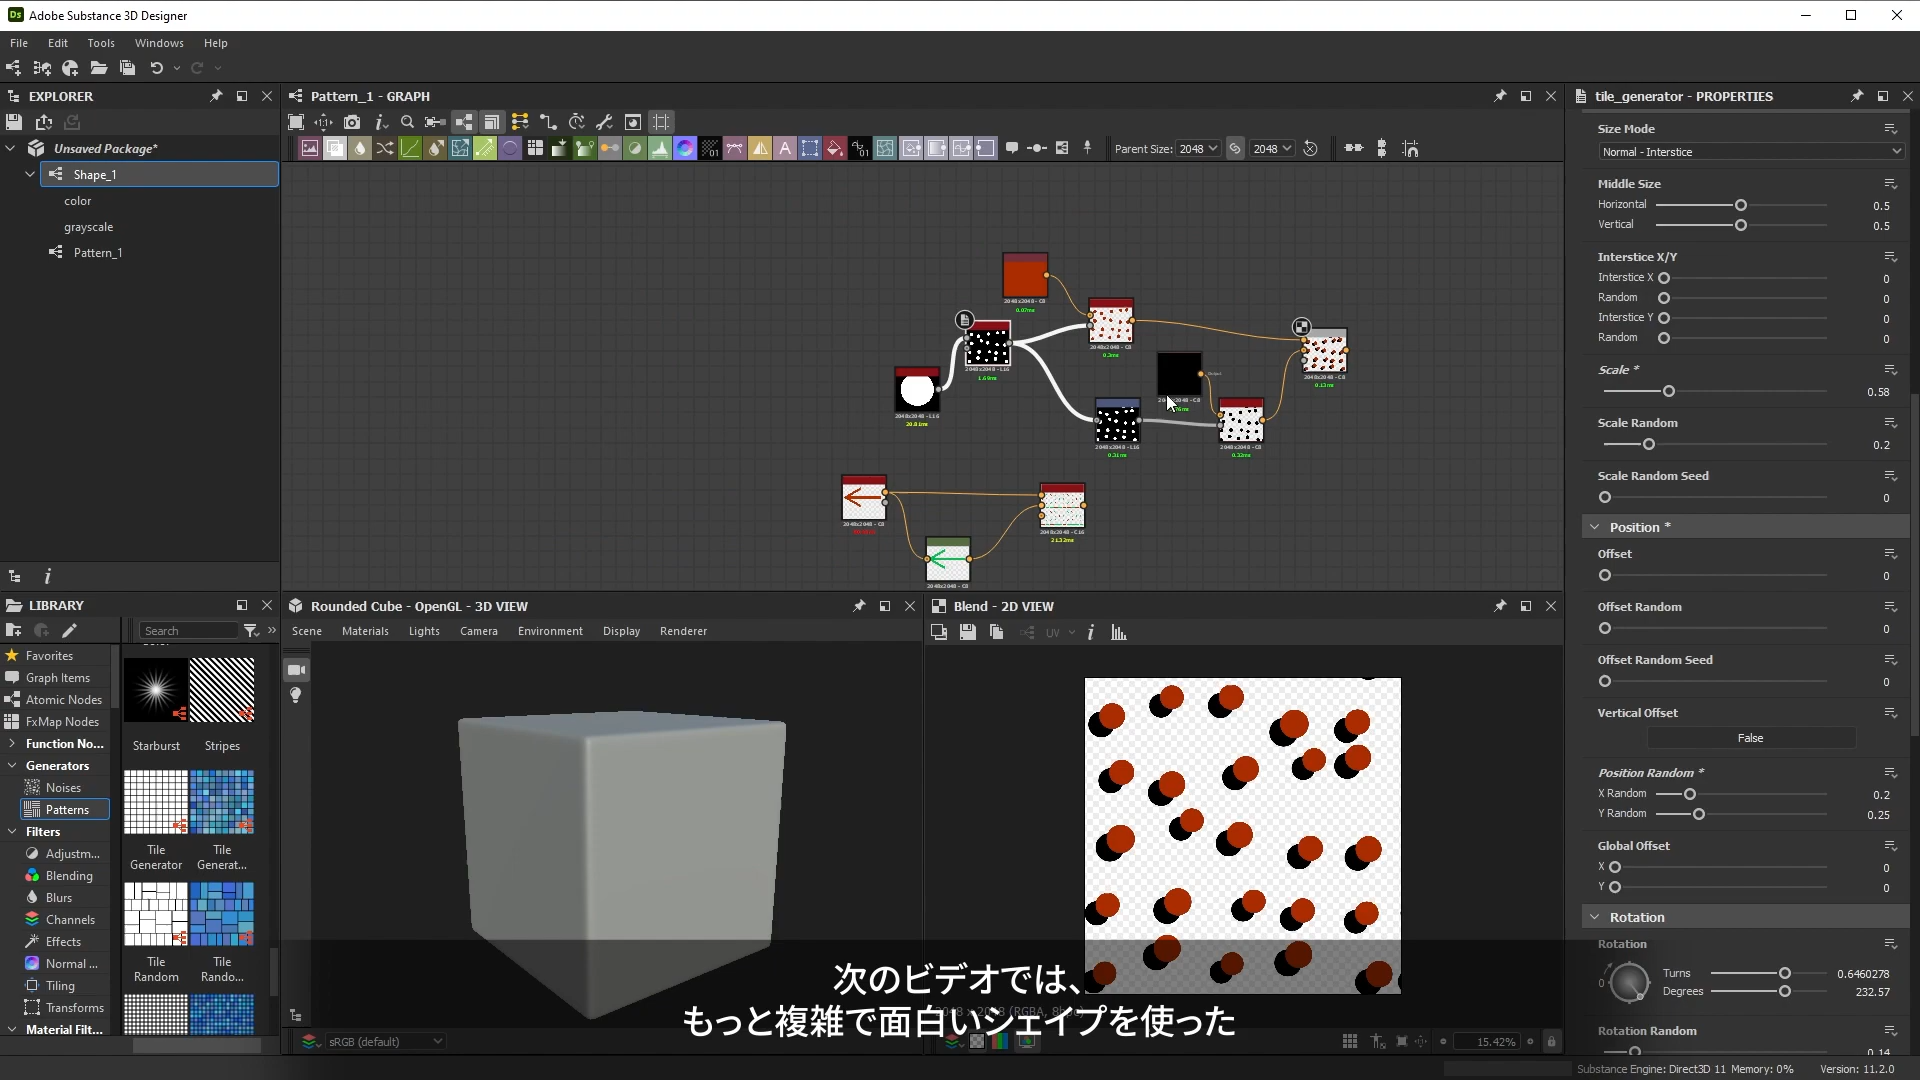 Adobe Substance 3D Designer
File Edit Tools Windows Help
EXPLORER
Unsaved Package*
Shape_1
color
grayscale
Pattern_1
Pattern_1 - GRAPH
Parent Size: 2048 2048
LIBRARY
Search
Favorites
Graph Items
Atomic Nodes
FxMap Nodes
Function No...
Generators
Noises
Patterns
Filters
Adjustm...
Blending
Blurs
Channels
Effects
Normal ...
Tiling
Transforms
Material Filt...
Starburst
Stripes
Tile Generator
Tile Generat...
Tile Random
Tile Rando...
Rounded Cube - OpenGL - 3D VIEW
Scene Materials Lights Camera Environment Display Renderer
sRGB (default)
Blend - 2D VIEW
UV
15.42%
次のビデオでは、
もっと複雑で面白いシェイプを使った
tile_generator - PROPERTIES
Size Mode
Normal - Interstice
Middle Size
Horizontal 0.5
Vertical 0.5
Interstice X/Y
Interstice X 0
Random 0
Interstice Y 0
Random 0
Scale *
0.58
Scale Random
0.2
Scale Random Seed
0
Position *
Offset
0
Offset Random
0
Offset Random Seed
0
Vertical Offset
False
Position Random *
X Random 0.2
Y Random 0.25
Global Offset
X 0
Y 0
Rotation
Rotation
0 Turns 0.6460278
Degrees 232.57
Rotation Random
0.14
Substance Engine: Direct3D 11 Memory: 0% Version: 11.2.0